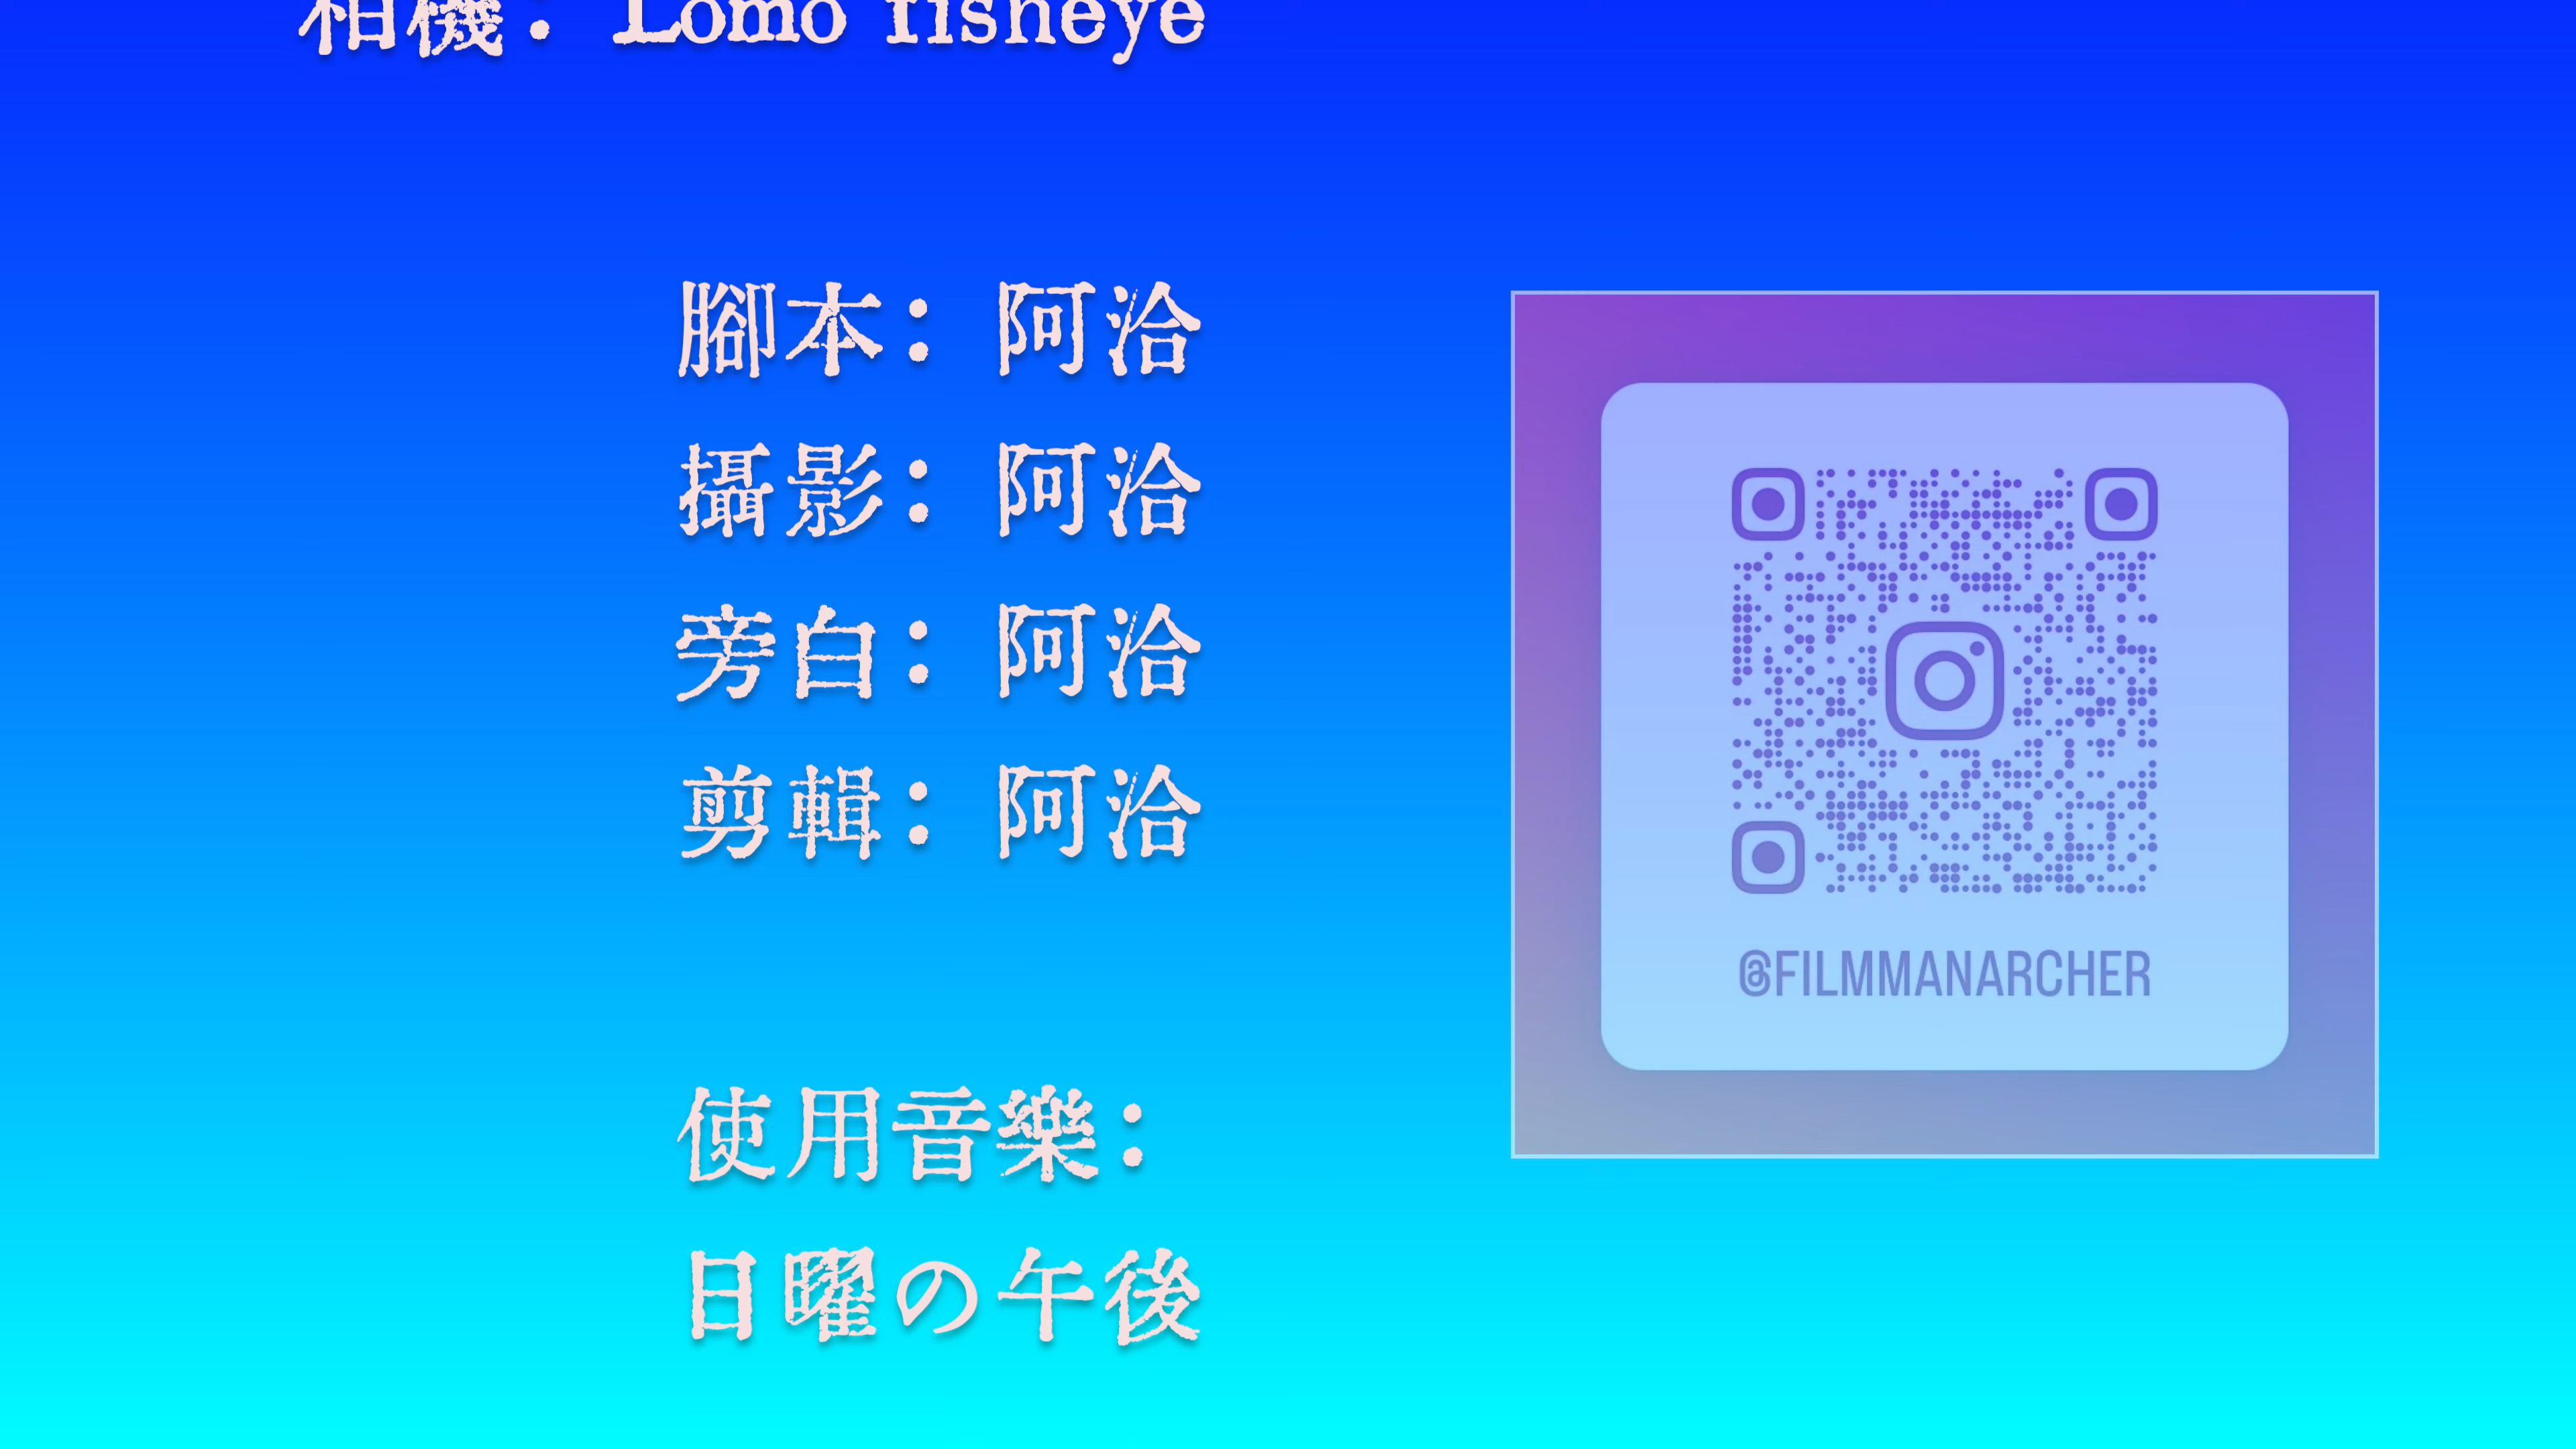 相機：Lomo fisheye
腳本：阿洽
攝影：阿洽
旁白：阿洽
剪輯：阿洽
使用音樂：
日曜の午後
@FILMMANARCHER